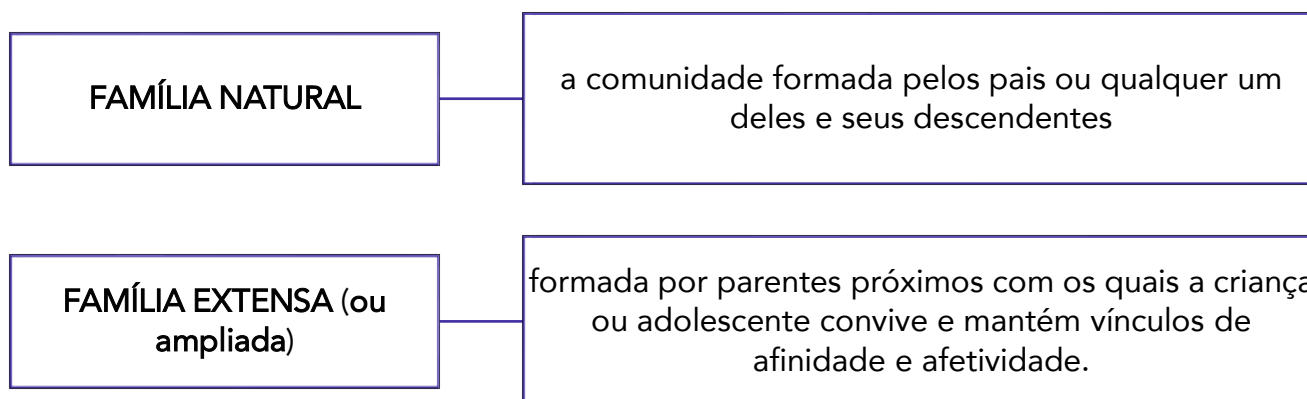 FAMÍLIA NATURAL
a comunidade formada pelos pais ou qualquer um
deles e seus descendentes
FAMÍLIA EXTENSA (ou
ampliada)
formada por parentes próximos com os quais a criança
ou adolescente convive e mantém vínculos de
afinidade e afetividade.